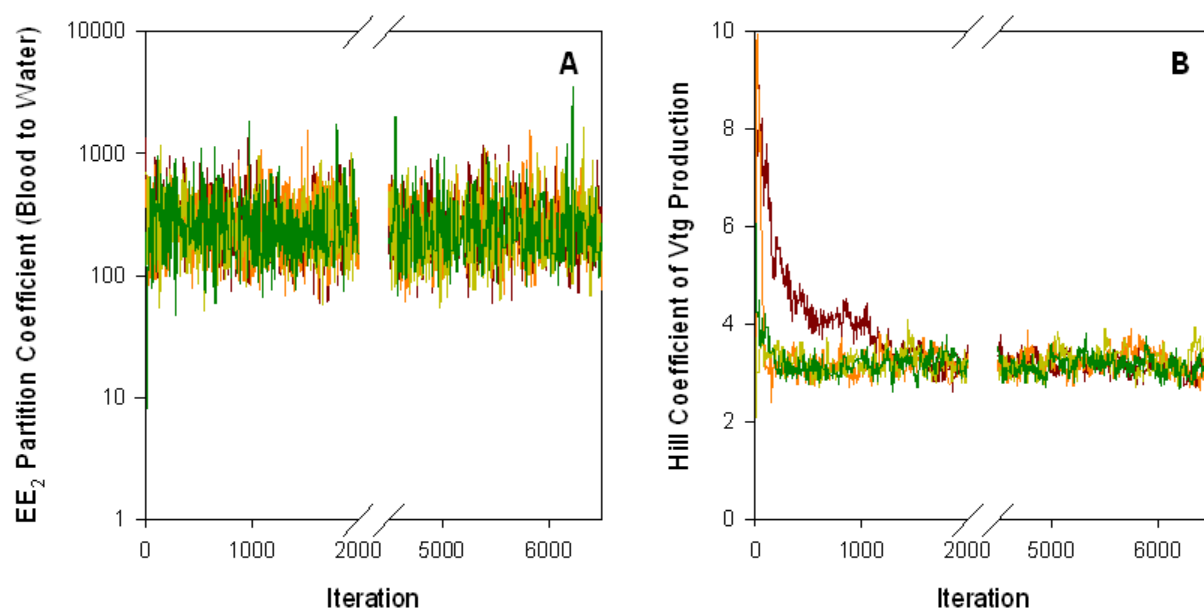 EE2 Partition Coefficient (Blood to Water)
10000
1000
100
10
1
A
0 1000 2000 5000 6000
Iteration
Hill Coefficient of Vtg Production
10
8
6
4
2
0
B
0 1000 2000 5000 6000
Iteration